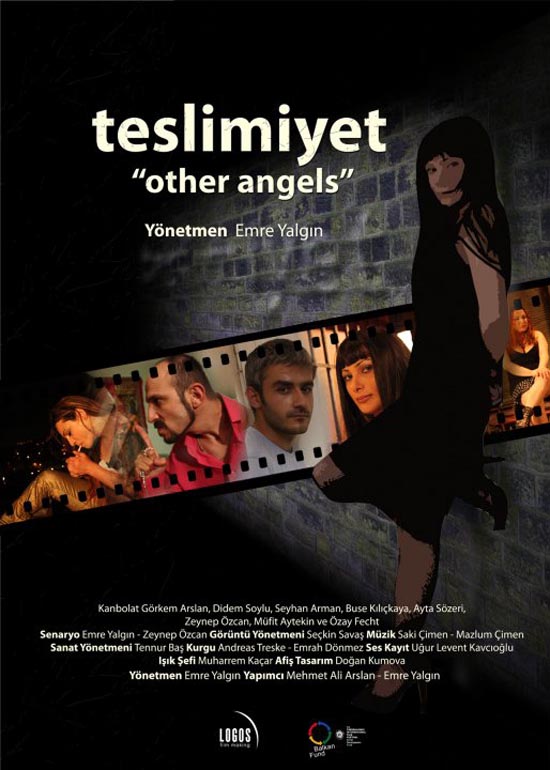 teslimiyet
“other angels”
Yönetmen Emre Yalgın
Kanbolat Görkem Arslan, Didem Soylu, Seyhan Arman, Buse Kılıçkaya, Ayta Sözeri,
Zeynep Özcan, Müfit Aytekin ve Özay Fecht
Senaryo Emre Yalgın - Zeynep Özcan Görüntü Yönetmeni Seçkin Savaş Müzik Saki Çimen - Mazlum Çimen
Sanat Yönetmeni Tennur Baş Kurgu Andreas Treske - Emrah Dönmez Ses Kayıt Uğur Levent Kavcıoğlu
Işık Şefi Muharrem Kaçar Afiş Tasarım Doğan Kumova
Yönetmen Emre Yalgın Yapımcı Mehmet Ali Arslan - Emre Yalgın
LOGOS
film making
Balkan
Fund